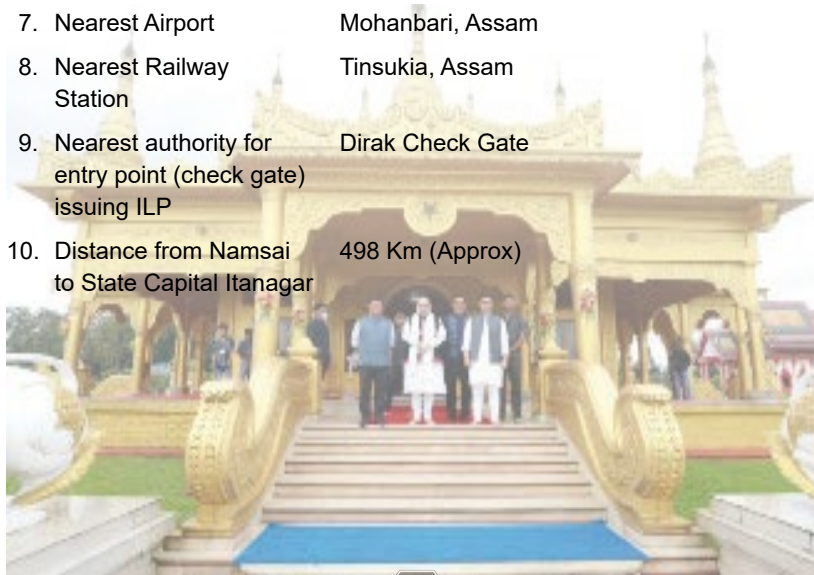 7. Nearest Airport Mohanbari, Assam
8. Nearest Railway Tinsukia, Assam
Station
9. Nearest authority for Dirak Check Gate
entry point (check gate)
issuing ILP
10. Distance from Namsai 498 Km (Approx)
to State Capital Itanagar